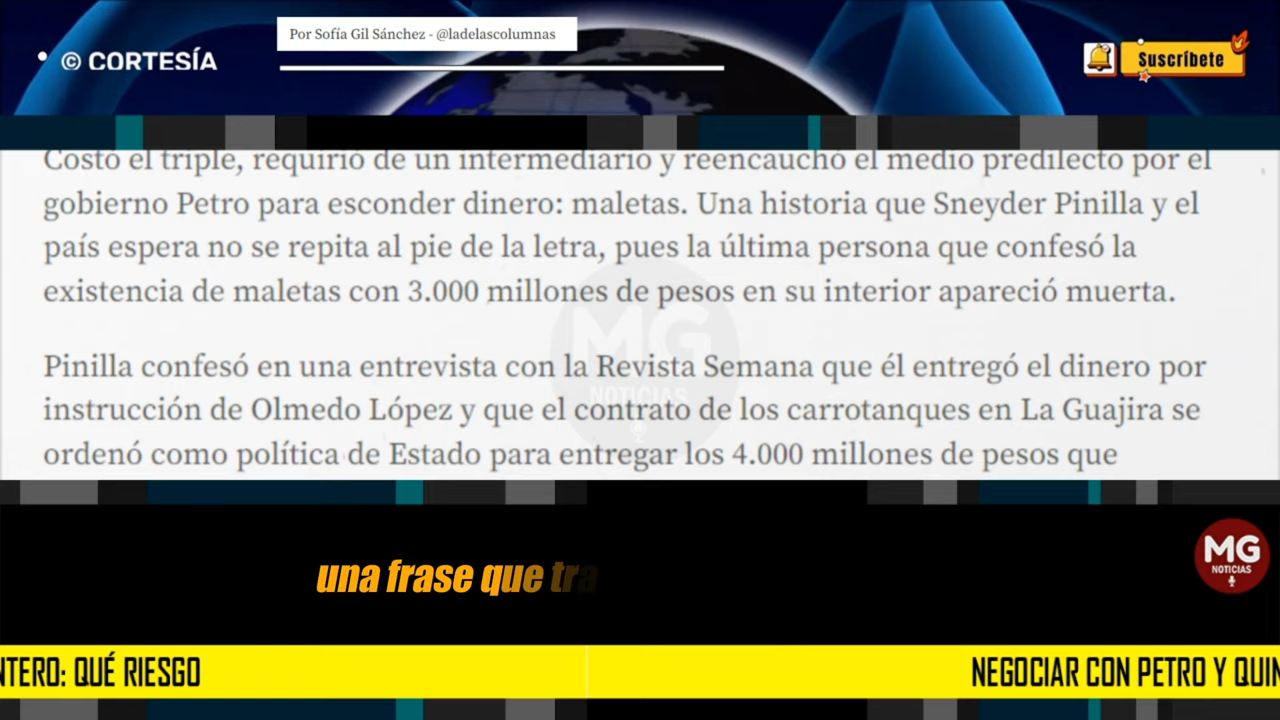 Por Sofía Gil Sánchez - @ladelascolumnas
© CORTESÍA
Suscríbete
Costó el triple, requirió de un intermediario y reencauchó el medio predilecto por el
gobierno Petro para esconder dinero: maletas. Una historia que Sneyder Pinilla y el
país espera no se repita al pie de la letra, pues la última persona que confesó la
existencia de maletas con 3.000 millones de pesos en su interior apareció muerta.
Pinilla confesó en una entrevista con la Revista Semana que él entregó el dinero por
instrucción de Olmedo López y que el contrato de los carrotanques en La Guajira se
ordenó como política de Estado para entregar los 4.000 millones de pesos que
MG
NOTICIAS
una frase que tra
MG
NOTICIAS
NTERO: QUÉ RIESGO
NEGOCIAR CON PETRO Y QUIN